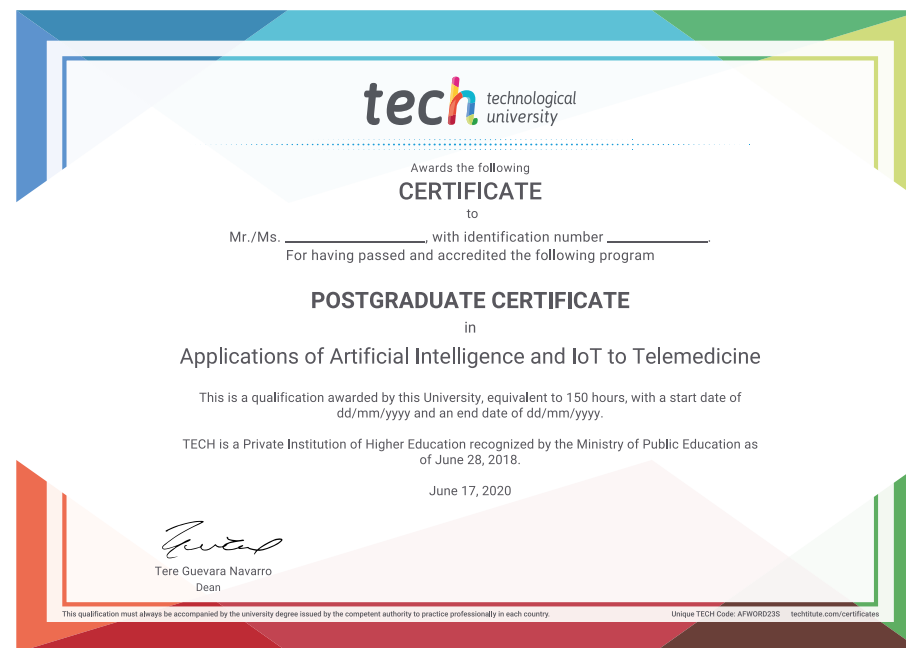 tech technological
university
Awards the following
CERTIFICATE
to
Mr./Ms. ____________________, with identification number ______________.
For having passed and accredited the following program
POSTGRADUATE CERTIFICATE
in
Applications of Artificial Intelligence and IoT to Telemedicine
This is a qualification awarded by this University, equivalent to 150 hours, with a start date of
dd/mm/yyyy and an end date of dd/mm/yyyy.
TECH is a Private Institution of Higher Education recognized by the Ministry of Public Education as
of June 28, 2018.
June 17, 2020
Tere Guevara Navarro
Dean
This qualification must always be accompanied by the university degree issued by the competent authority to practice professionally in each country.
Unique TECH Code: AFWORD23S techtitute.com/certificates